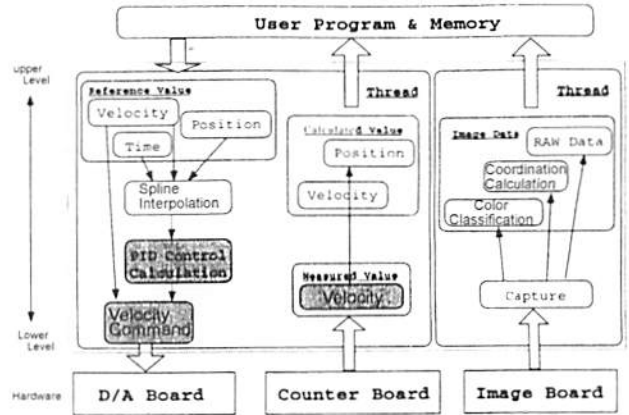 User Program & Memory
upper
Level
Reference Value
Velocity
Position
Time
Spline
Interpolation
PID Control
Calculation
Velocity
Command
Thread
Calculated Value
Position
Velocity
Measured Value
Velocity
Thread
Image Data
RAW Data
Coordination
Calculation
Color
Classification
Capture
Lower
Level
Hardware
D/A Board
Counter Board
Image Board